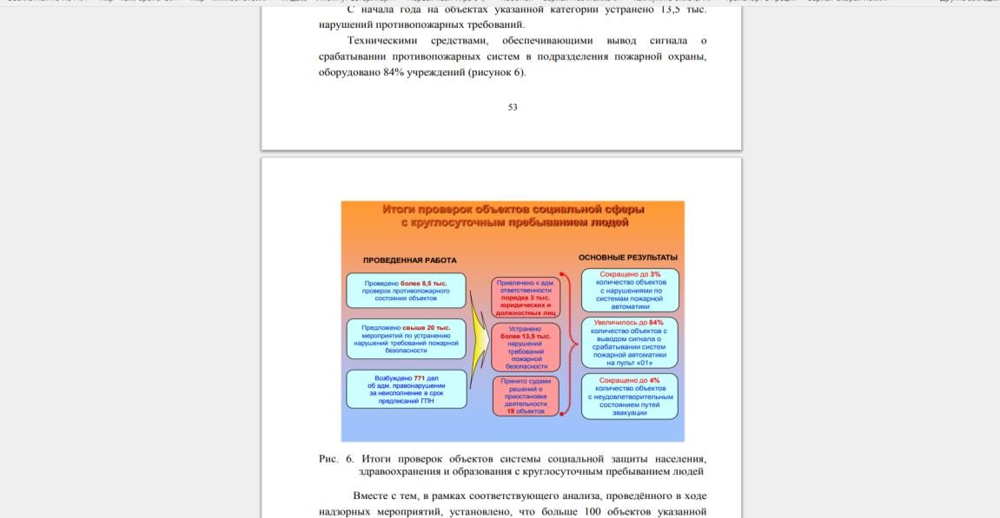 С начала года на объектах указанной категории устранено 13,5 тыс.
нарушений противопожарных требований.
Техническими средствами, обеспечивающими вывод сигнала о
срабатывании противопожарных систем в подразделения пожарной охраны,
оборудовано 84% учреждений (рисунок 6).
53
Итоги проверок объектов социальной сферы
с круглосуточным пребыванием людей
ПРОВЕДЕННАЯ РАБОТА
Проведено более 8,5 тыс.
проверок противопожарного
состояния объектов
Предложено свыше 20 тыс.
мероприятий по устранению
нарушений требований пожарной
безопасности
Возбуждено 771 дел
об адм. правонарушении
за неисполнение в срок
предписаний ГПН
Привлечено к адм.
ответственности
порядка 3 тыс.
юридических и
должностных лиц
Устранено
более 13,5 тыс.
нарушений
требований
пожарной
безопасности
Принято судами
решений о
приостановке
деятельности
19 объектов
ОСНОВНЫЕ РЕЗУЛЬТАТЫ
Сокращено до 3%
количество объектов
с нарушениями по
системам пожарной
автоматики
Увеличилось до 84%
количество объектов с
выводом сигнала о
срабатывании систем
пожарной автоматики
на пульт «01»
Сокращено до 4%
количество объектов
с неудовлетворительным
состоянием путей
эвакуации
Рис. 6. Итоги проверок объектов системы социальной защиты населения,
здравоохранения и образования с круглосуточным пребыванием людей
Вместе с тем, в рамках соответствующего анализа, проведённого в ходе
надзорных мероприятий, установлено, что больше 100 объектов указанной